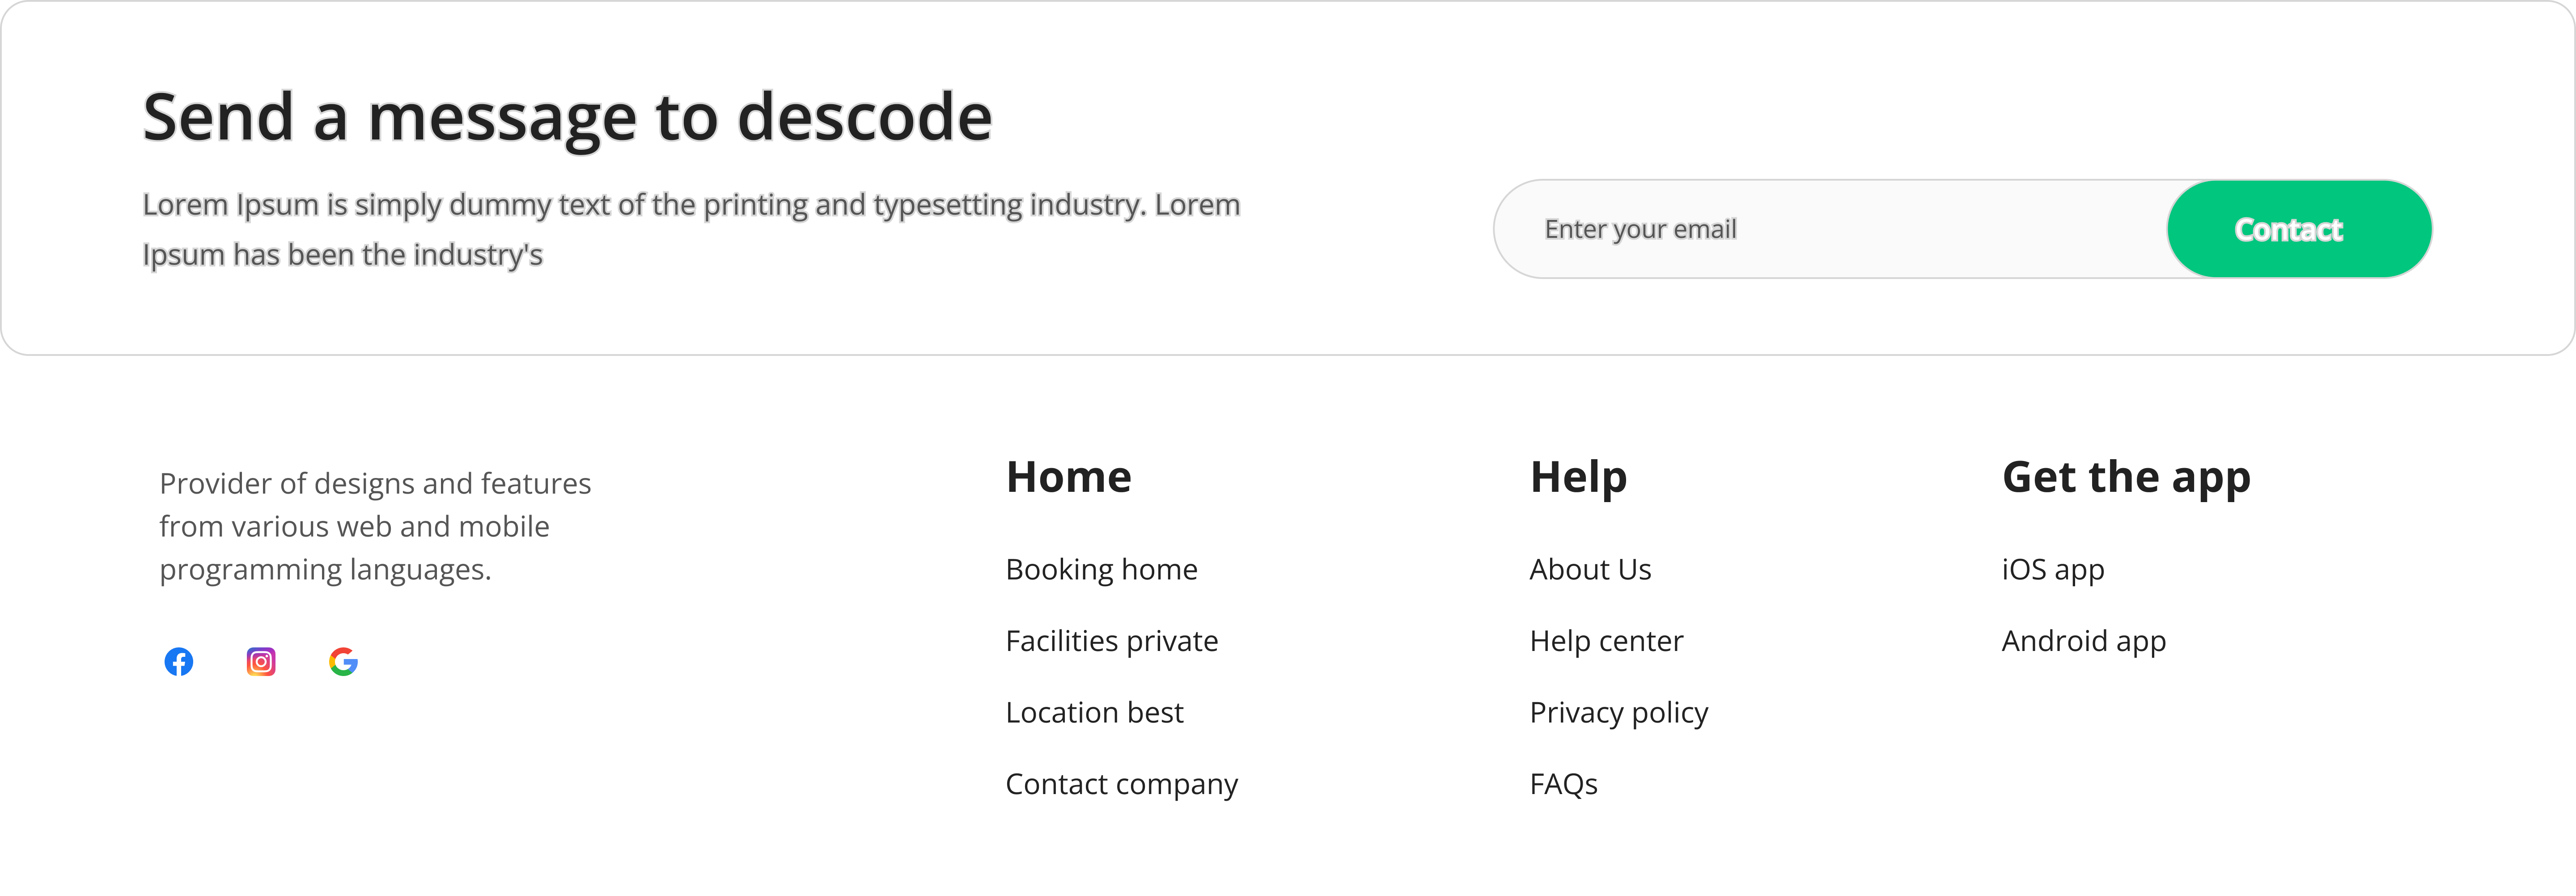 Send a message to descode
Lorem Ipsum is simply dummy text of the printing and typesetting industry. Lorem
Ipsum has been the industry's
Enter your email
Contact
Provider of designs and features
from various web and mobile
programming languages.
Home
Booking home
Facilities private
Location best
Contact company
Help
About Us
Help center
Privacy policy
FAQs
Get the app
iOS app
Android app